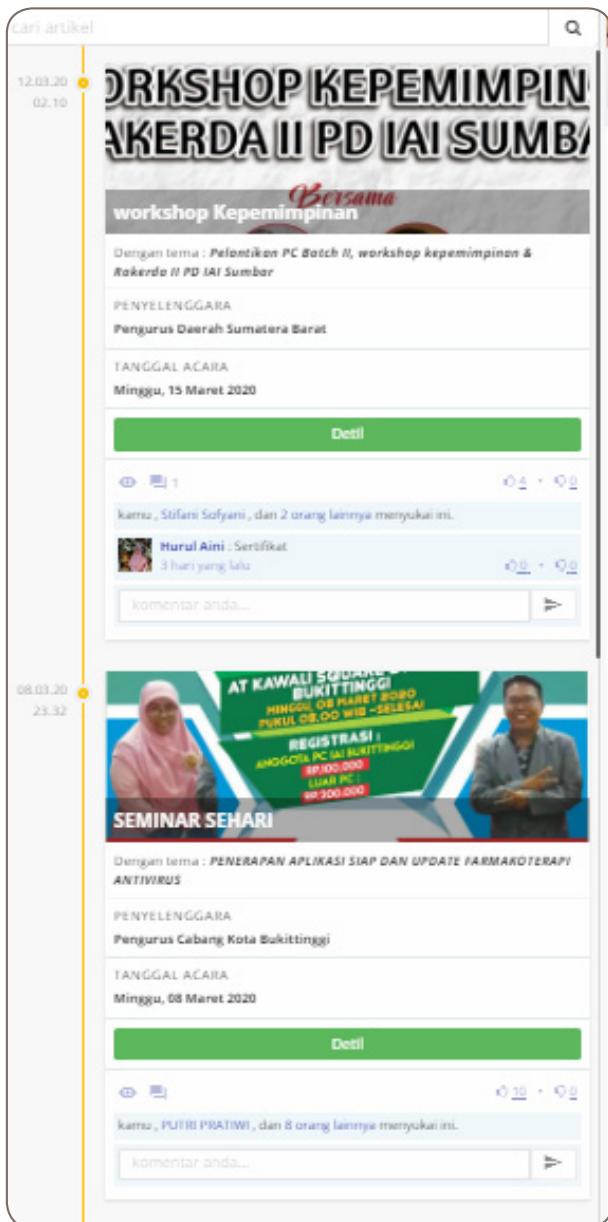 cari artikel
12.03.20
02.10
ORKSHOP KEPEMIMPIN
AKERDA II PD IAI SUMBA
Bersama
workshop Kepemimpinan
Dengan tema : Pelantikan PC Batch II, workshop kepemimpinan &
Rakerda II PD IAI Sumbar
PENYELENGGARA
Pengurus Daerah Sumatera Barat
TANGGAL ACARA
Minggu, 15 Maret 2020
Detil
1
4 • 0
kamu , Stifani Sofyani , dan 2 orang lainnya menyukai ini.
Hurul Aini : Sertifikat
3 hari yang lalu
0 • 0
komentar anda...
08.03.20
23.32
AT KAWALI SQUARE
BUKITTINGGI
MINGGU, 08 MARET 2020
PUKUL 08.00 WIB - SELESAI
REGISTRASI :
ANGGOTA PC IAI BUKITTINGGI
RP.100.000
LUAR PC :
RP.200.000
SEMINAR SEHARI
Dengan tema : PENERAPAN APLIKASI SIAP DAN UPDATE FARMAKOTERAPI
ANTIVIRUS
PENYELENGGARA
Pengurus Cabang Kota Bukittinggi
TANGGAL ACARA
Minggu, 08 Maret 2020
Detil
10 • 0
kamu , PUTRI PRATIWI , dan 8 orang lainnya menyukai ini.
komentar anda...